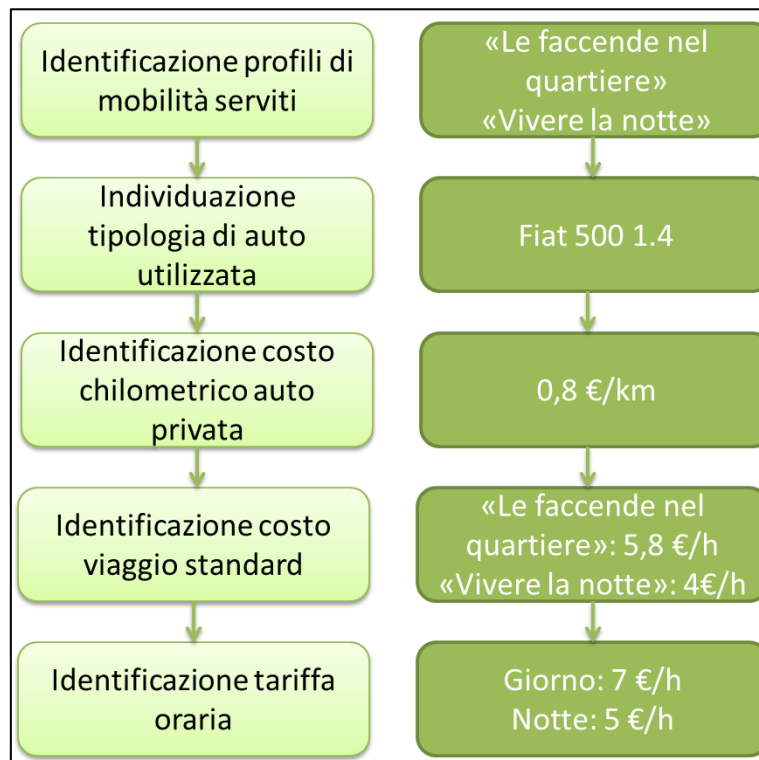 Identificazione profili di
mobilità serviti
«Le faccende nel
quartiere»
«Vivere la notte»
Individuazione
tipologia di auto
utilizzata
Fiat 500 1.4
Identificazione costo
chilometrico auto
privata
0,8 €/km
Identificazione costo
viaggio standard
«Le faccende nel
quartiere»: 5,8 €/h
«Vivere la notte»: 4€/h
Identificazione tariffa
oraria
Giorno: 7 €/h
Notte: 5 €/h